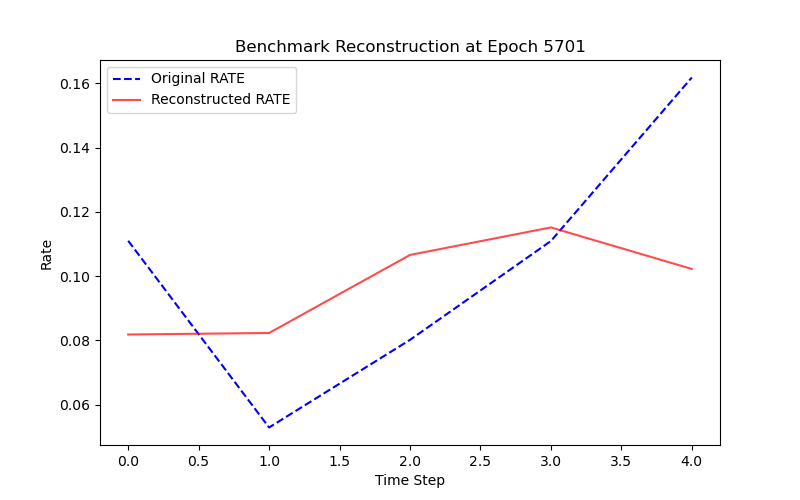 Benchmark Reconstruction at Epoch 5701
Original RATE
Reconstructed RATE
0.16
0.14
0.12
0.10
0.08
0.06
Rate
0.0 0.5 1.0 1.5 2.0 2.5 3.0 3.5 4.0
Time Step